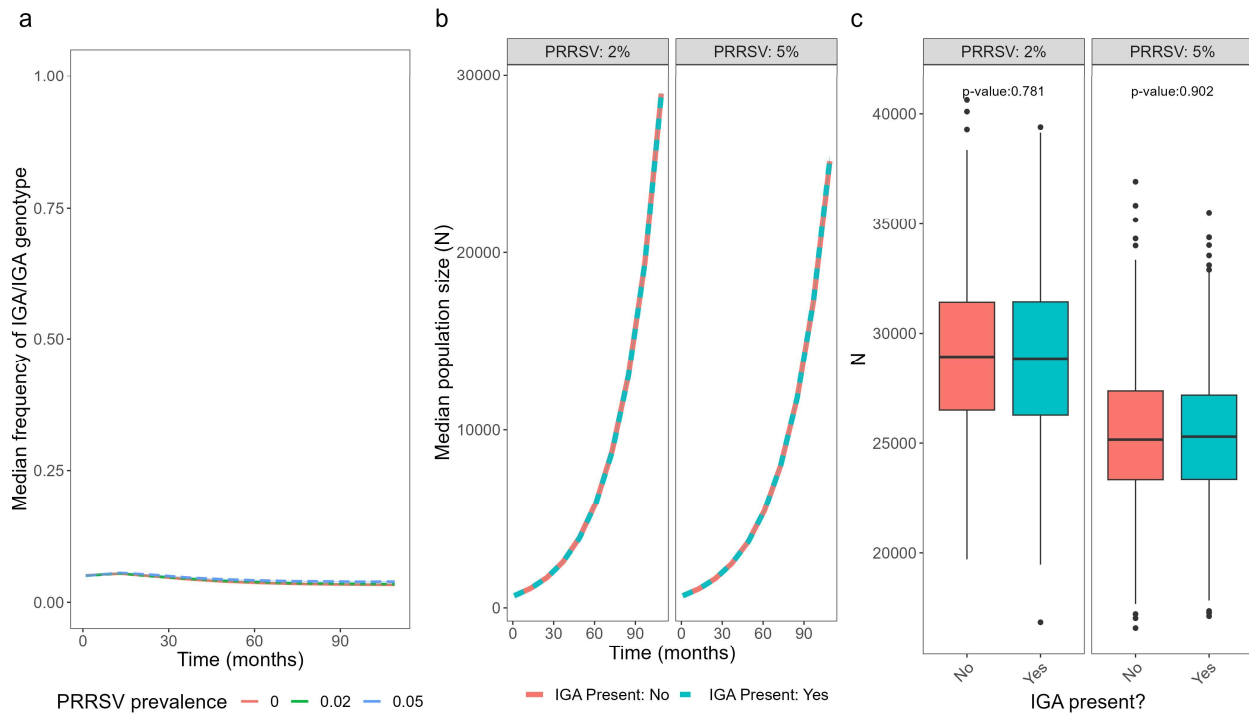 a
Median frequency of IGA/IGA genotype
1.00
0.75
0.50
0.25
0.00
0
30
60
90
Time (months)
PRRSV prevalence 0 0.02 0.05
b
PRRSV: 2%
PRRSV: 5%
Median population size (N)
30000
20000
10000
0
0 30 60 90
0 30 60 90
Time (months)
IGA Present: No IGA Present: Yes
c
PRRSV: 2%
PRRSV: 5%
p-value:0.781
p-value:0.902
N
40000
35000
30000
25000
20000
No
Yes
No
Yes
IGA present?